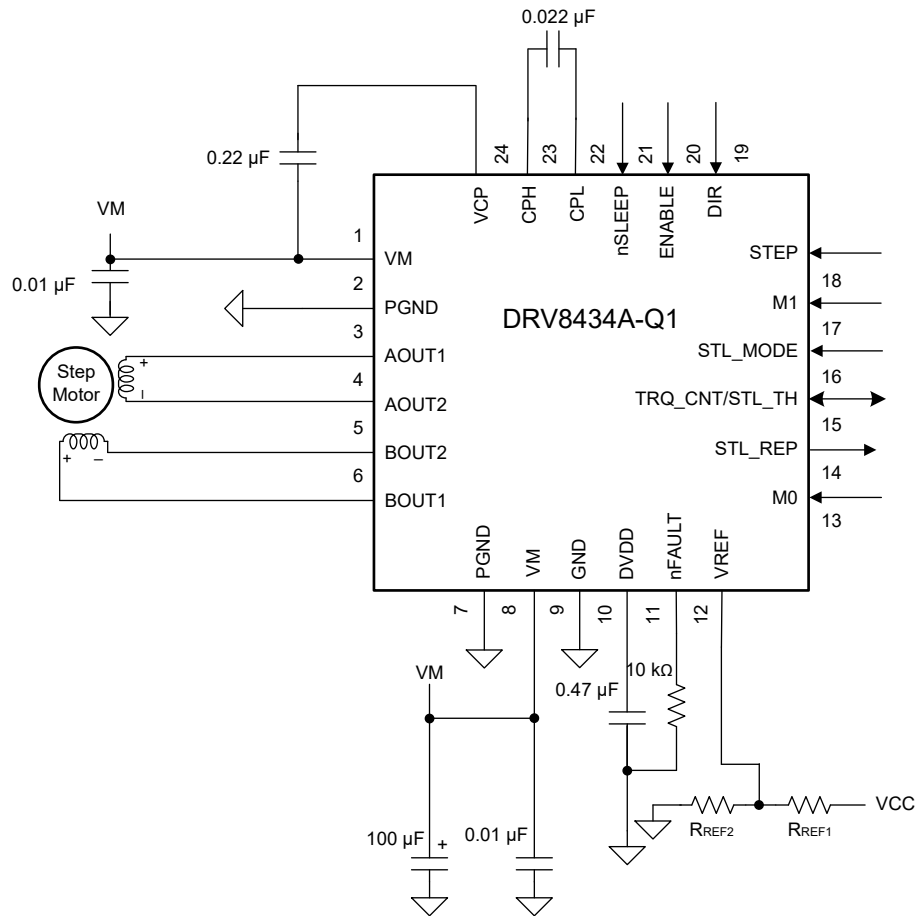 0.022 µF
0.22 µF
24
23
22
21
20
19
VCP
CPH
CPL
nSLEEP
ENABLE
DIR
VM
0.01 µF
1
VM
2
PGND
3
AOUT1
4
AOUT2
5
BOUT2
6
BOUT1
Step
Motor
+
–
+
–
DRV8434A-Q1
STEP
18
M1
17
STL_MODE
16
TRQ_CNT/STL_TH
15
STL_REP
14
M0
13
PGND
VM
GND
DVDD
nFAULT
VREF
7
8
9
10
11
12
VM
0.47 µF
10 kΩ
100 µF
+
0.01 µF
RREF2
RREF1
VCC